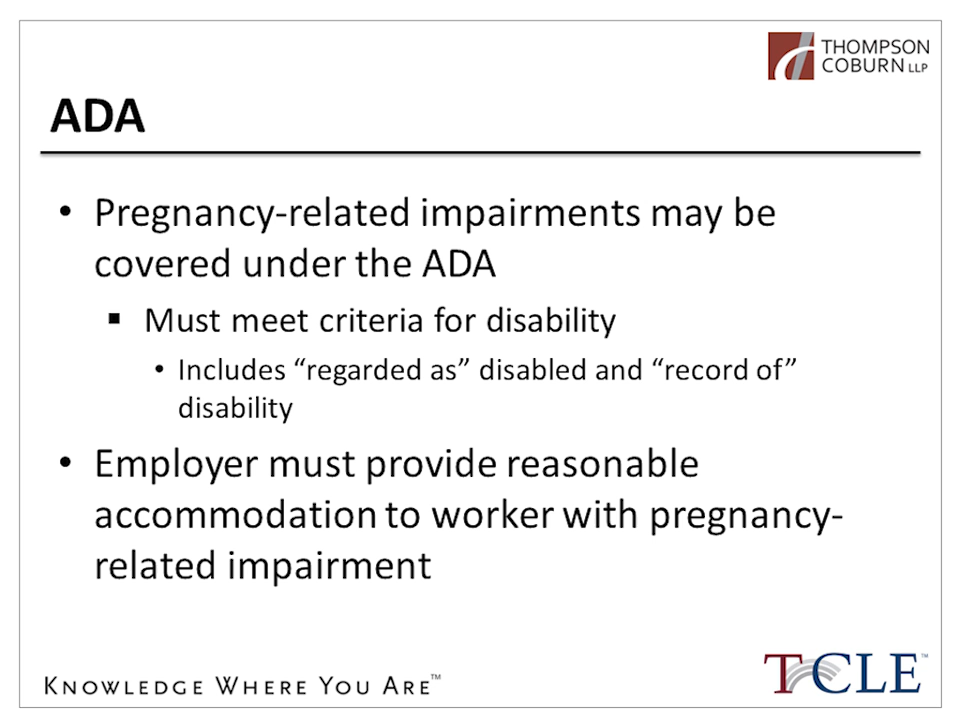 THOMPSON
COBURN LLP
ADA
• Pregnancy-related impairments may be
covered under the ADA
▪ Must meet criteria for disability
• Includes “regarded as” disabled and “record of”
disability
• Employer must provide reasonable
accommodation to worker with pregnancy-
related impairment
KNOWLEDGE WHERE YOU ARE™
TCLE™